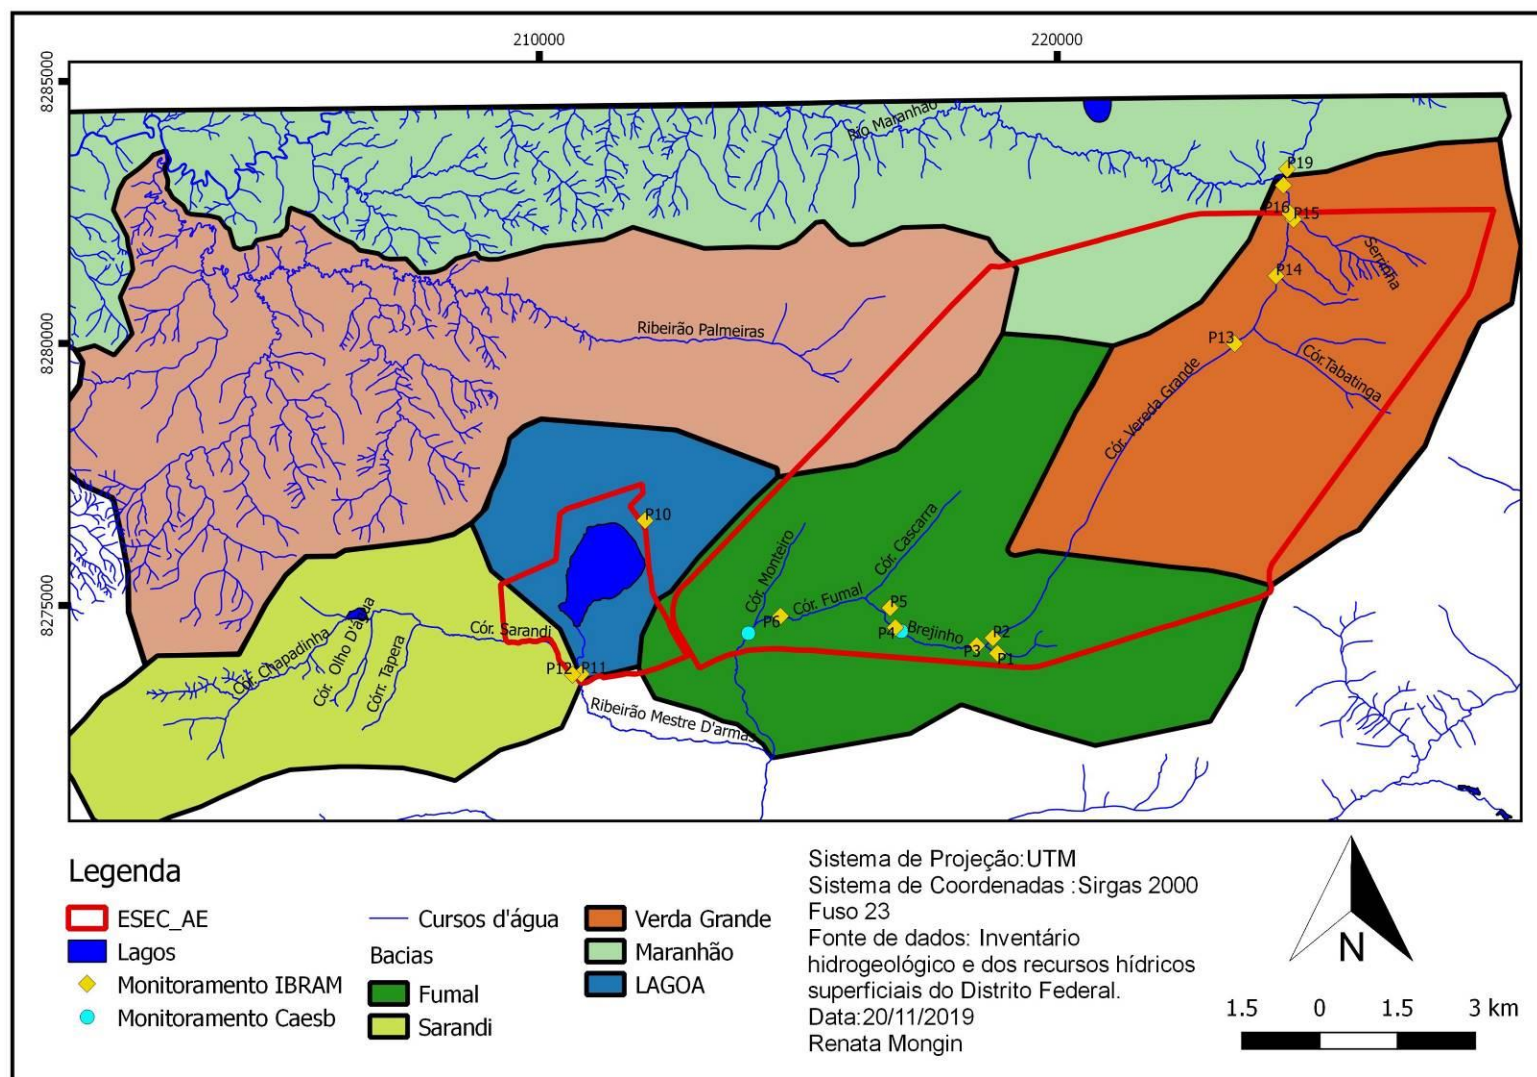 210000
220000
8285000
8280000
8275000
Rio Maranhão
P19
P16
P15
Serrinha
P14
Ribeirão Palmeiras
P13
Cór.Tabatinga
Cór. Vereda Grande
P10
Cór. Cascarra
Cór. Monteiro
Cór. Fumal
P5
P6
P4
Brejinho
P2
P3
P1
Cór. Sarandi
Cór. Chapadinha
Cór. Olho D'água
Córr. Tapera
P12
P11
Ribeirão Mestre D'armas
Legenda
ESEC_AE
Lagos
Monitoramento IBRAM
Monitoramento Caesb
Cursos d'água
Bacias
Fumal
Sarandi
Verda Grande
Maranhão
LAGOA
Sistema de Projeção:UTM
Sistema de Coordenadas :Sirgas 2000
Fuso 23
Fonte de dados: Inventário
hidrogeológico e dos recursos hídricos
superficiais do Distrito Federal.
Data:20/11/2019
Renata Mongin
N
1.5 0 1.5 3 km